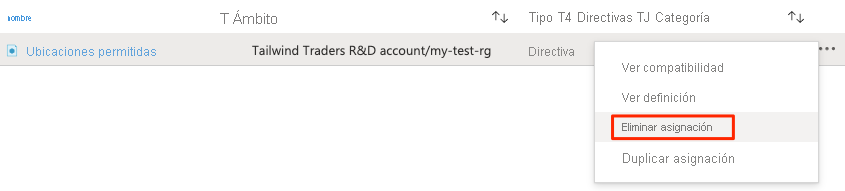 nombre T Ámbito Tipo T4 Directivas TJ Categoría
Ubicaciones permitidas Tailwind Traders R&D account/my-test-rg Directiva
Ver compatibilidad
Ver definición
Eliminar asignación
Duplicar asignación